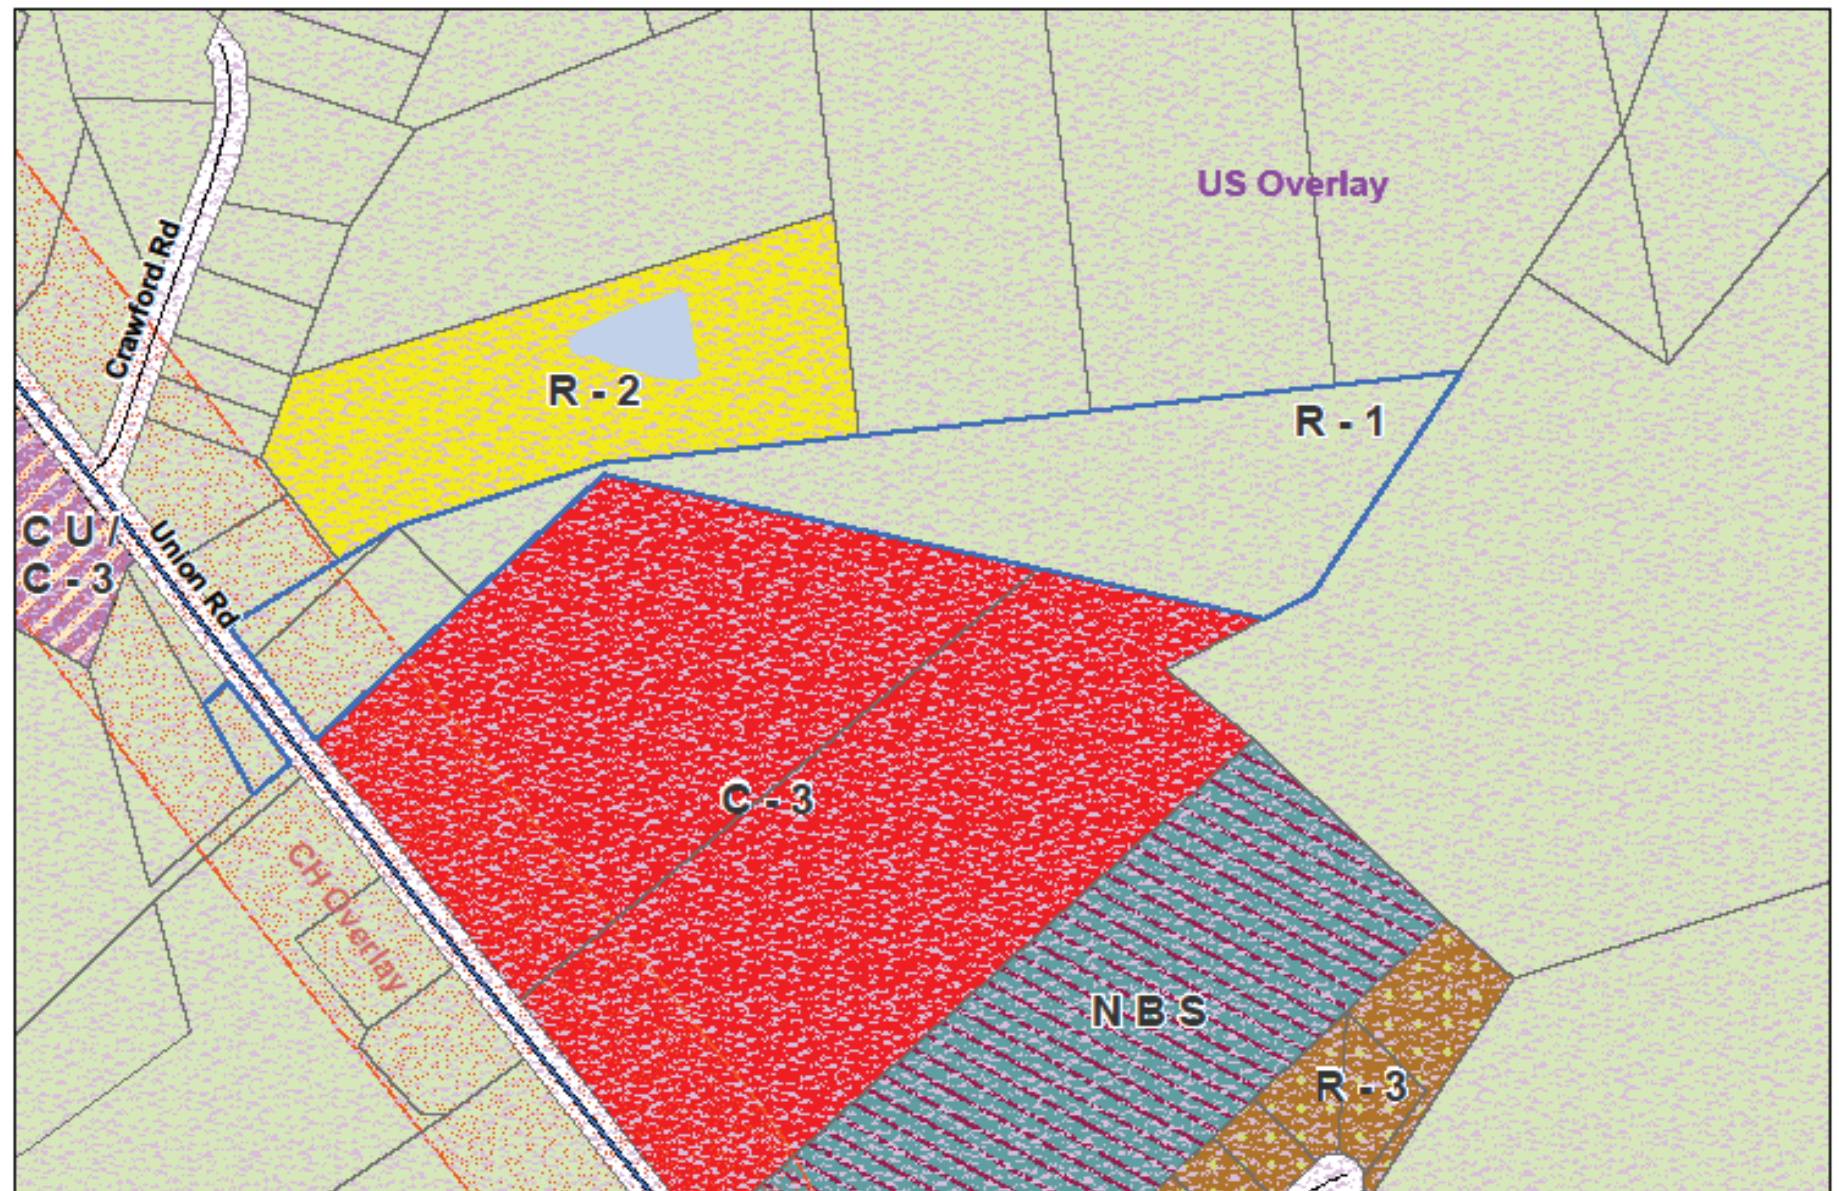 US Overlay
Crawford Rd
R - 2
R - 1
C U /
C - 3
Union Rd
C - 3
CH Overlay
N B S
R - 3